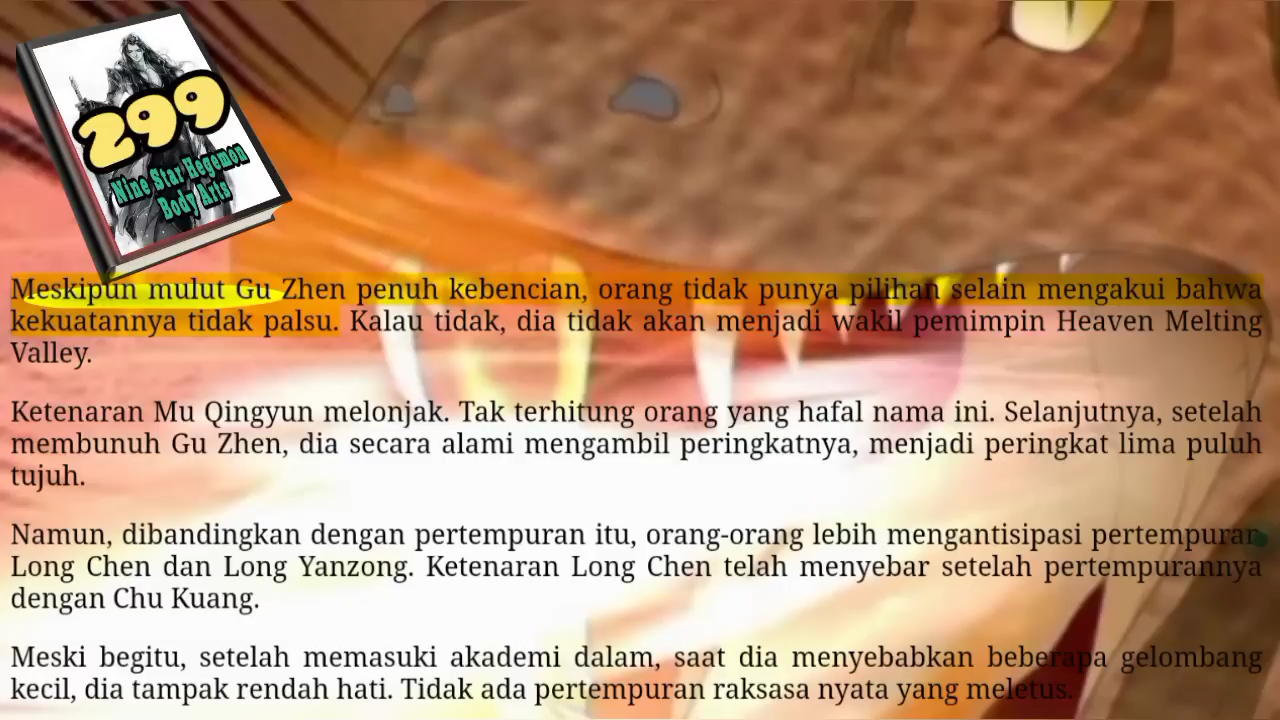 299
Nine Star Hegemon
Body Arts
Meskipun mulut Gu Zhen penuh kebencian, orang tidak punya pilihan selain mengakui bahwa
kekuatannya tidak palsu. Kalau tidak, dia tidak akan menjadi wakil pemimpin Heaven Melting
Valley.
Ketenaran Mu Qingyun melonjak. Tak terhitung orang yang hafal nama ini. Selanjutnya, setelah
membunuh Gu Zhen, dia secara alami mengambil peringkatnya, menjadi peringkat lima puluh
tujuh.
Namun, dibandingkan dengan pertempuran itu, orang-orang lebih mengantisipasi pertempuran
Long Chen dan Long Yanzong. Ketenaran Long Chen telah menyebar setelah pertempurannya
dengan Chu Kuang.
Meski begitu, setelah memasuki akademi dalam, saat dia menyebabkan beberapa gelombang
kecil, dia tampak rendah hati. Tidak ada pertempuran raksasa nyata yang meletus.